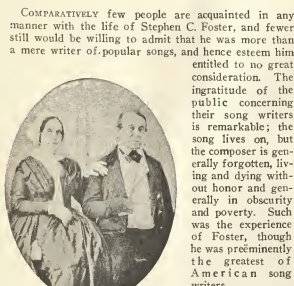 COMPARATIVELY few people are acquainted in any
manner with the life of Stephen C. Foster, and fewer
still would be willing to admit that he was more than
a mere writer of popular songs, and hence esteem him
entitled to no great
consideration. The
ingratitude of the
public concerning
their song writers
is remarkable; the
song lives on, but
the composer is gen-
erally forgotten, liv-
ing and dying with-
out honor and gen-
erally in obscurity
and poverty. Such
was the experience
of Foster, though
he was preëminently
the greatest of
American song
writers